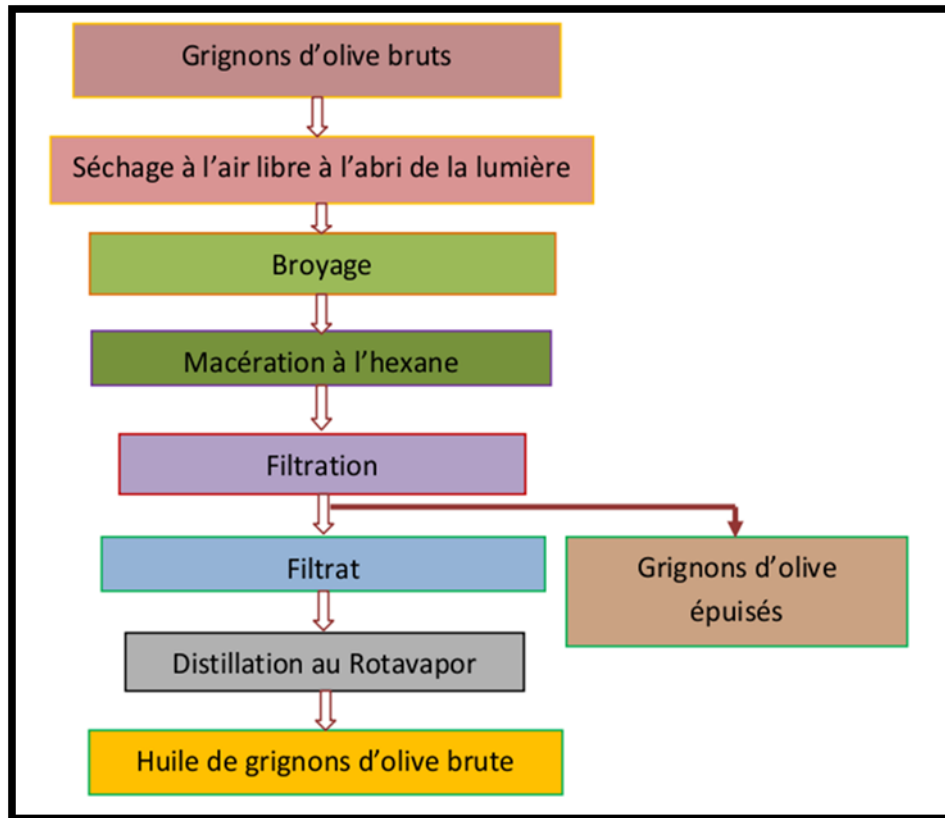 Grignons d’olive bruts
Séchage à l’air libre à l’abri de la lumière
Broyage
Macération à l’hexane
Filtration
Filtrat
Grignons d’olive
épuisés
Distillation au Rotavapor
Huile de grignons d’olive brute